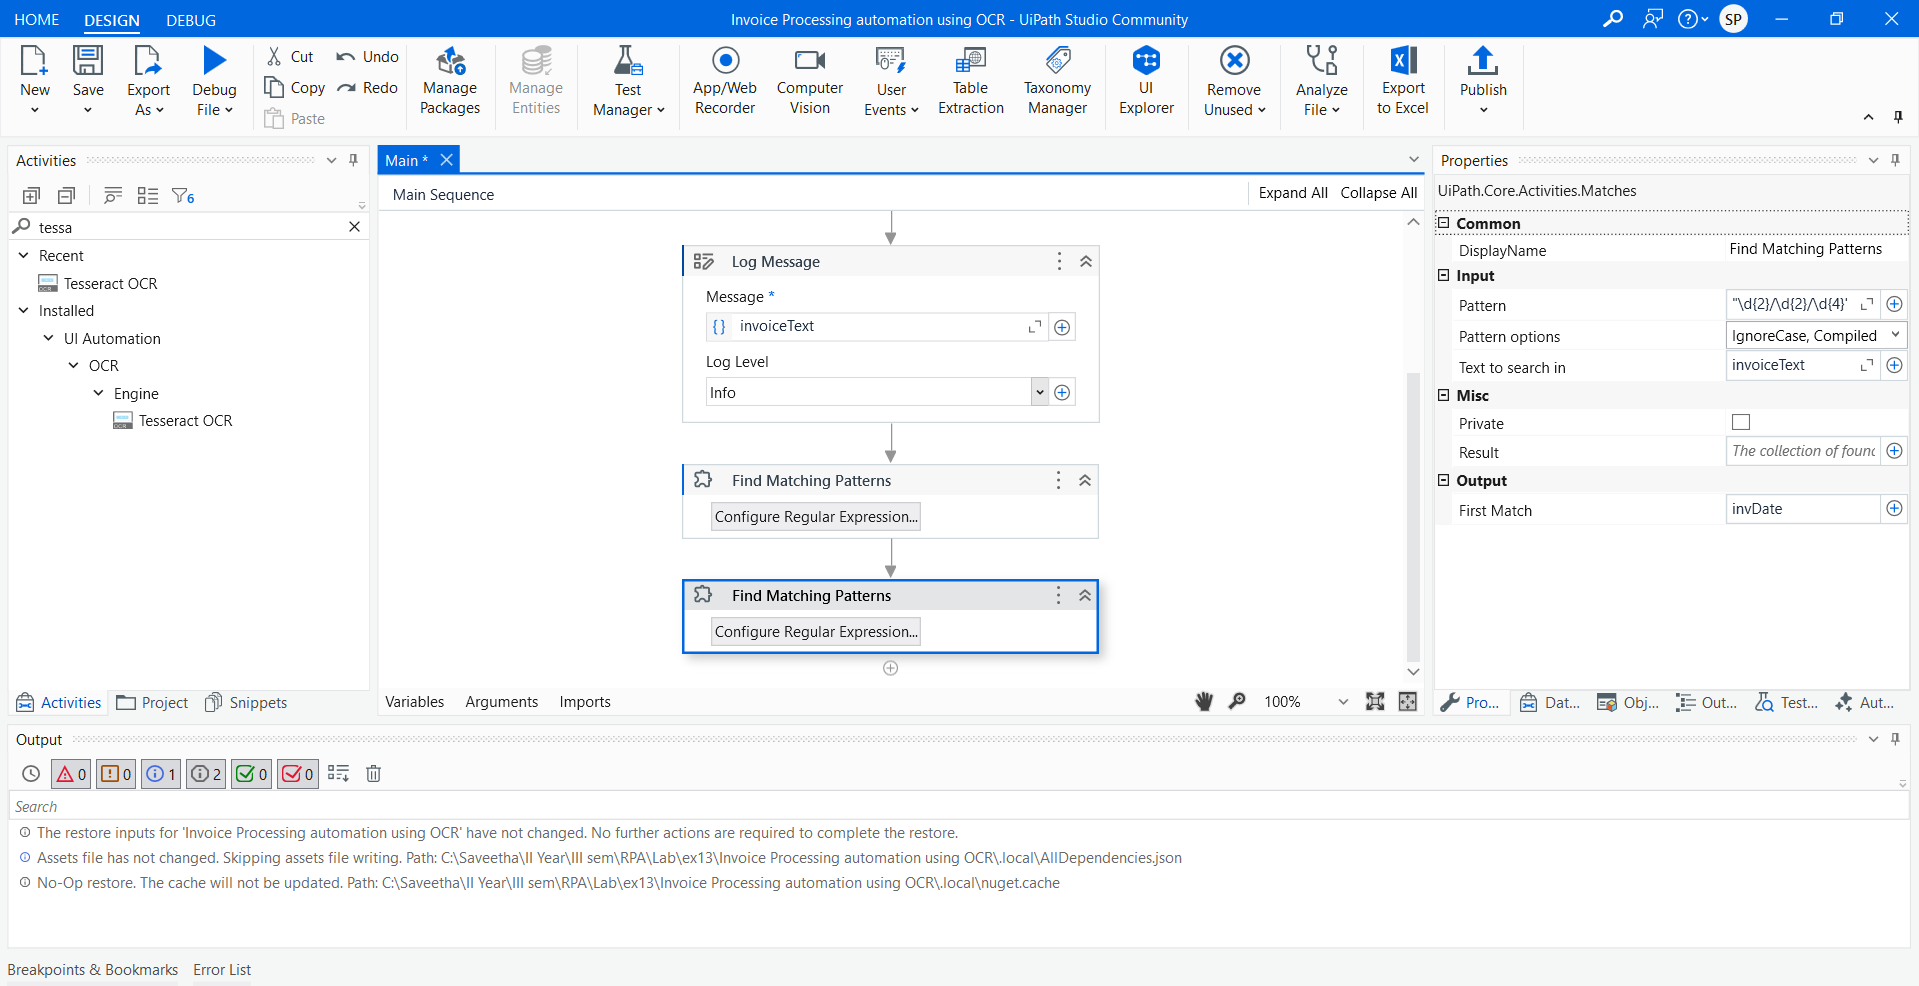 HOME DESIGN DEBUG
Invoice Processing automation using OCR - UiPath Studio Community
SP
New
Save
Export As
Debug File
Cut
Copy
Paste
Undo
Redo
Manage Packages
Manage Entities
Test Manager
App/Web Recorder
Computer Vision
User Events
Table Extraction
Taxonomy Manager
UI Explorer
Remove Unused
Analyze File
Export to Excel
Publish
Activities
6
tessa
Recent
Tesseract OCR
Installed
UI Automation
OCR
Engine
Tesseract OCR
Activities Project Snippets
Main *
Main Sequence
Expand All Collapse All
Log Message
Message *
{} invoiceText
Log Level
Info
Find Matching Patterns
Configure Regular Expression...
Find Matching Patterns
Configure Regular Expression...
Variables Arguments Imports
100%
Properties
UiPath.Core.Activities.Matches
Common
DisplayName Find Matching Patterns
Input
Pattern "\d{2}/\d{2}/\d{4}'
Pattern options IgnoreCase, Compiled
Text to search in invoiceText
Misc
Private
Result The collection of found
Output
First Match invDate
Pro... Dat... Obj... Out... Test... Aut...
Output
0 0 1 2 0 0
Search
The restore inputs for 'Invoice Processing automation using OCR' have not changed. No further actions are required to complete the restore.
Assets file has not changed. Skipping assets file writing. Path: C:\Saveetha\II Year\III sem\RPA\Lab\ex13\Invoice Processing automation using OCR\.local\AllDependencies.json
No-Op restore. The cache will not be updated. Path: C:\Saveetha\II Year\III sem\RPA\Lab\ex13\Invoice Processing automation using OCR\.local\nuget.cache
Breakpoints & Bookmarks Error List